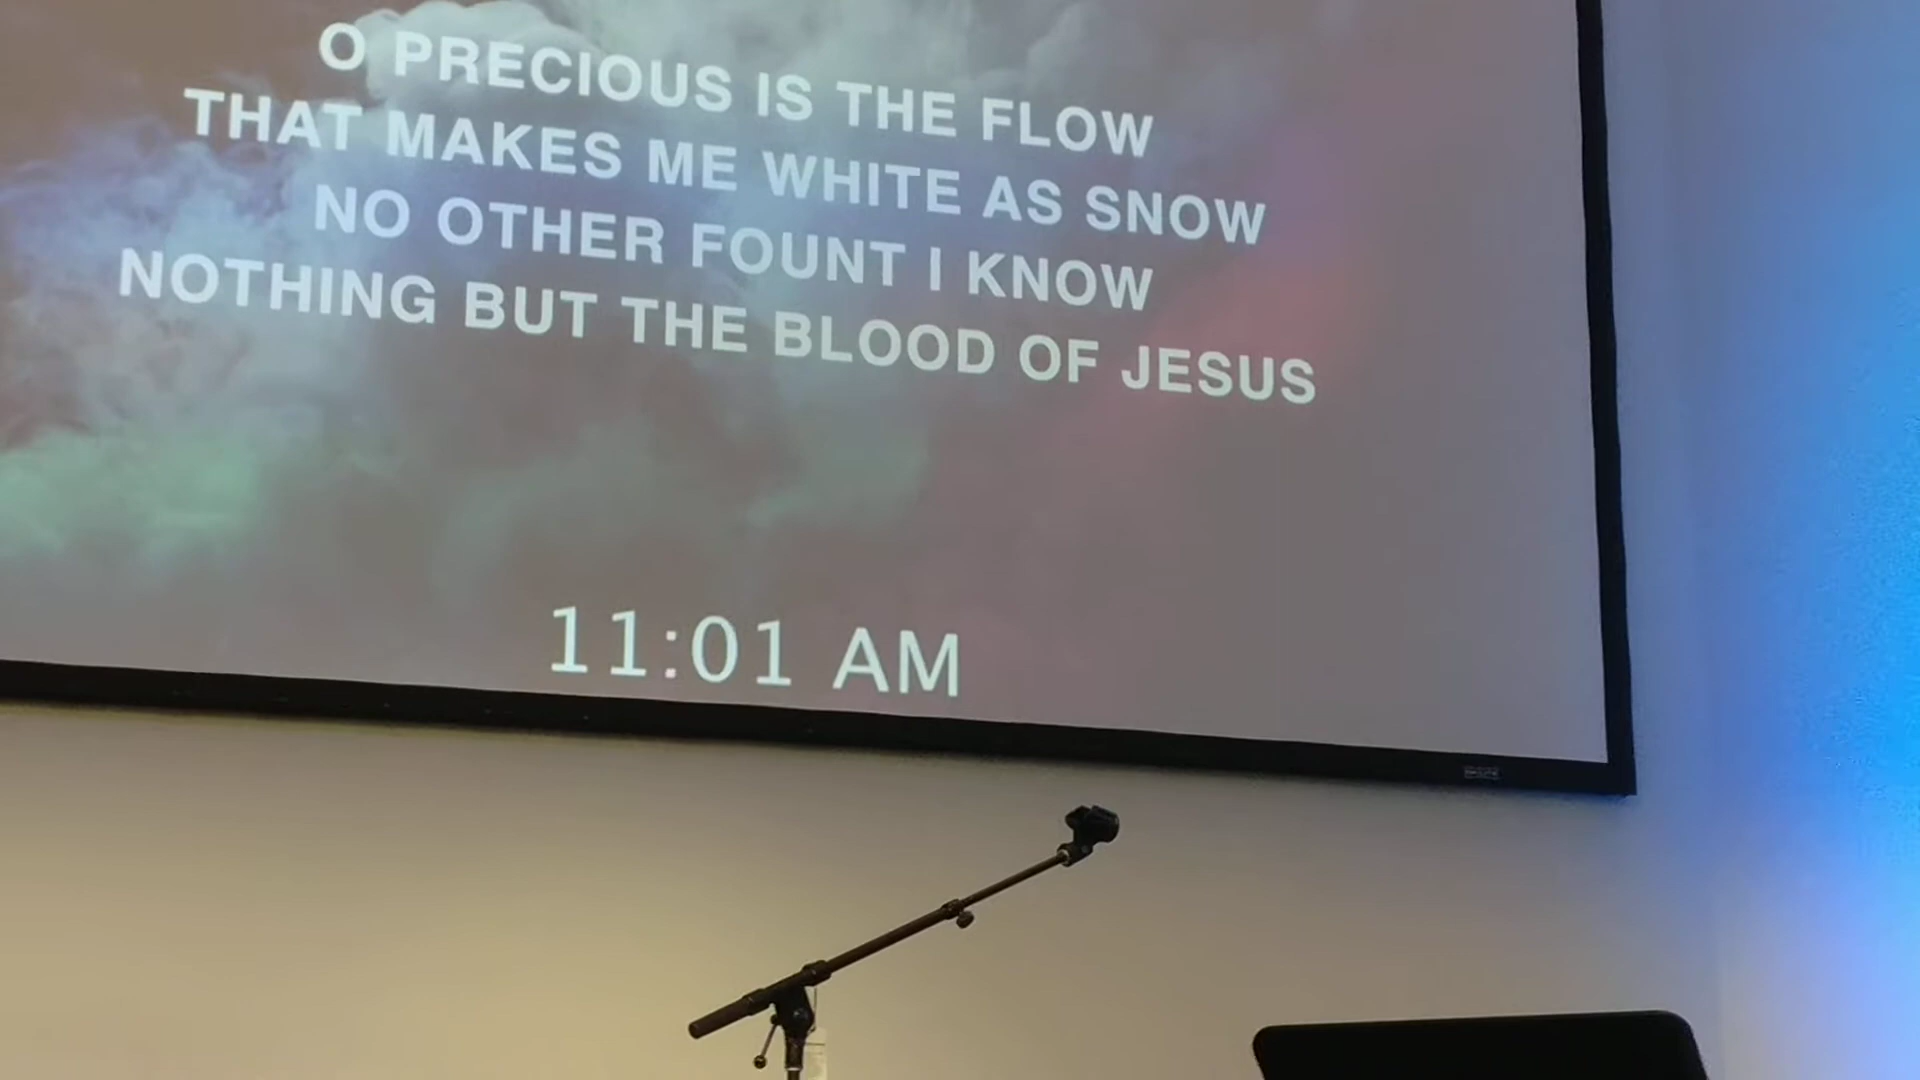 O PRECIOUS IS THE FLOW
THAT MAKES ME WHITE AS SNOW
NO OTHER FOUNT I KNOW
NOTHING BUT THE BLOOD OF JESUS
11:01 AM